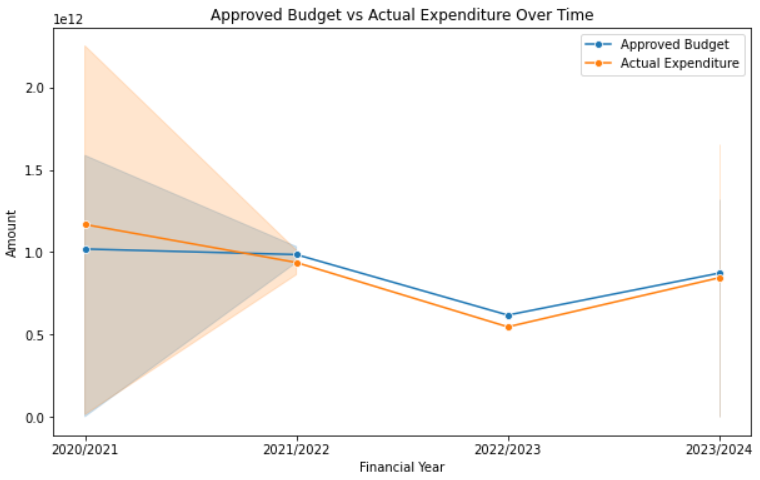 Approved Budget vs Actual Expenditure Over Time
1e12
Approved Budget
Actual Expenditure
2.0
1.5
1.0
0.5
0.0
Amount
2020/2021 2021/2022 2022/2023 2023/2024
Financial Year